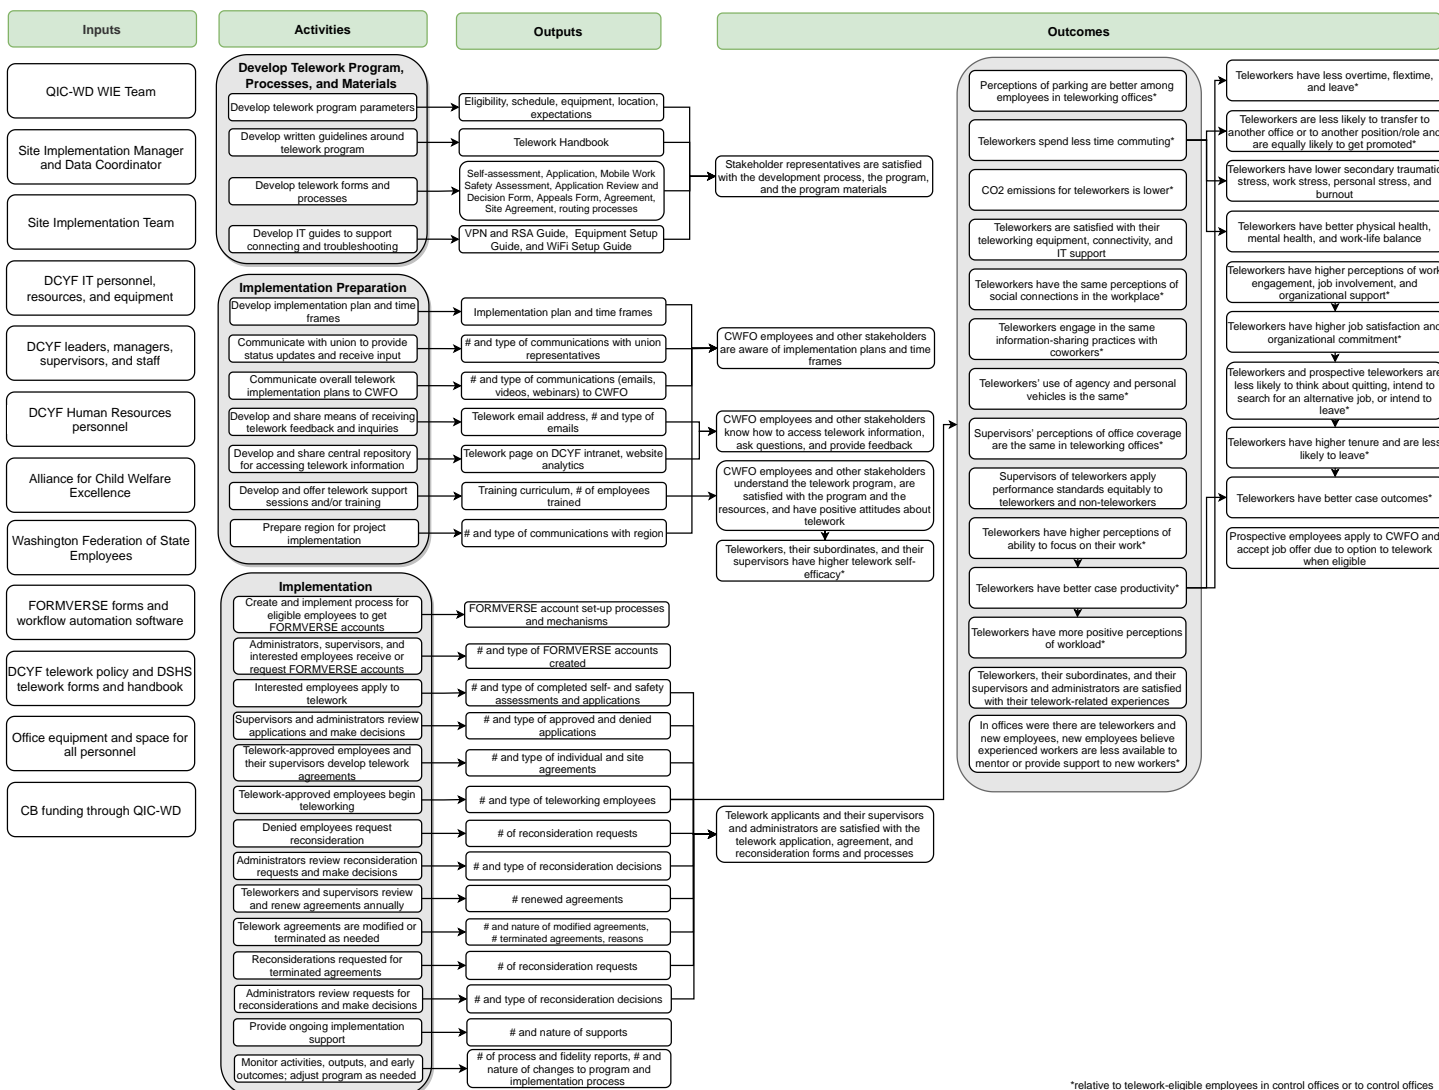 Inputs
Activities
Outputs
Outcomes
QIC-WD WIE Team
Site Implementation Manager
and Data Coordinator
Site Implementation Team
DCYF IT personnel,
resources, and equipment
DCYF leaders, managers,
supervisors, and staff
DCYF Human Resources
personnel
Alliance for Child Welfare
Excellence
Washington Federation of State
Employees
FORMVERSE forms and
workflow automation software
DCYF telework policy and DSHS
telework forms and handbook
Office equipment and space for
all personnel
CB funding through QIC-WD
Develop Telework Program,
Processes, and Materials
Develop telework program parameters
Develop written guidelines around
telework program
Develop telework forms and
processes
Develop IT guides to support
connecting and troubleshooting
Implementation Preparation
Develop implementation plan and time
frames
Communicate with union to provide
status updates and receive input
Communicate overall telework
implementation plans to CWFO
Develop and share means of receiving
telework feedback and inquiries
Develop and share central repository
for accessing telework information
Develop and offer telework support
sessions and/or training
Prepare region for project
implementation
Implementation
Create and implement process for
eligible employees to get
FORMVERSE accounts
Administrators, supervisors, and
interested employees receive or
request FORMVERSE accounts
Interested employees apply to
telework
Supervisors and administrators review
applications and make decisions
Telework-approved employees and
their supervisors develop telework
agreements
Telework-approved employees begin
teleworking
Denied employees request
reconsideration
Administrators review reconsideration
requests and make decisions
Teleworkers and supervisors review
and renew agreements annually
Telework agreements are modified or
terminated as needed
Reconsiderations requested for
terminated agreements
Administrators review requests for
reconsiderations and make decisions
Provide ongoing implementation
support
Monitor activities, outputs, and early
outcomes; adjust program as needed
Eligibility, schedule, equipment, location,
expectations
Telework Handbook
Self-assessment, Application, Mobile Work
Safety Assessment, Application Review and
Decision Form, Appeals Form, Agreement,
Site Agreement, routing processes
VPN and RSA Guide, Equipment Setup
Guide, and WiFi Setup Guide
Implementation plan and time frames
# and type of communications with union
representatives
# and type of communications (emails,
videos, webinars) to CWFO
Telework email address, # and type of
emails
Telework page on DCYF intranet, website
analytics
Training curriculum, # of employees
trained
# and type of communications with region
FORMVERSE account set-up processes
and mechanisms
# and type of FORMVERSE accounts
created
# and type of completed self- and safety
assessments and applications
# and type of approved and denied
applications
# and type of individual and site
agreements
# and type of teleworking employees
# of reconsideration requests
# and type of reconsideration decisions
# renewed agreements
# and nature of modified agreements,
# terminated agreements, reasons
# of reconsideration requests
# and type of reconsideration decisions
# and nature of supports
# of process and fidelity reports, # and
nature of changes to program and
implementation process
Stakeholder representatives are satisfied
with the development process, the program,
and the program materials
CWFO employees and other stakeholders
are aware of implementation plans and time
frames
CWFO employees and other stakeholders
know how to access telework information,
ask questions, and provide feedback
CWFO employees and other stakeholders
understand the telework program, are
satisfied with the program and the
resources, and have positive attitudes about
telework
Teleworkers, their subordinates, and their
supervisors have higher telework self-
efficacy*
Telework applicants and their supervisors
and administrators are satisfied with the
telework application, agreement, and
reconsideration forms and processes
Perceptions of parking are better among
employees in teleworking offices*
Teleworkers spend less time commuting*
CO2 emissions for teleworkers is lower*
Teleworkers are satisfied with their
teleworking equipment, connectivity, and
IT support
Teleworkers have the same perceptions of
social connections in the workplace*
Teleworkers engage in the same
information-sharing practices with
coworkers*
Teleworkers' use of agency and personal
vehicles is the same*
Supervisors' perceptions of office coverage
are the same in teleworking offices*
Supervisors of teleworkers apply
performance standards equitably to
teleworkers and non-teleworkers
Teleworkers have higher perceptions of
ability to focus on their work*
Teleworkers have better case productivity*
Teleworkers have more positive perceptions
of workload*
Teleworkers, their subordinates, and their
supervisors and administrators are satisfied
with their telework-related experiences
In offices were there are teleworkers and
new employees, new employees believe
experienced workers are less available to
mentor or provide support to new workers*
Teleworkers have less overtime, flextime,
and leave*
Teleworkers are less likely to transfer to
another office or to another position/role and
are equally likely to get promoted*
Teleworkers have lower secondary traumatic
stress, work stress, personal stress, and
burnout
Teleworkers have better physical health,
mental health, and work-life balance
Teleworkers have higher perceptions of work
engagement, job involvement, and
organizational support*
Teleworkers have higher job satisfaction and
organizational commitment*
Teleworkers and prospective teleworkers are
less likely to think about quitting, intend to
search for an alternative job, or intend to
leave*
Teleworkers have higher tenure and are less
likely to leave*
Teleworkers have better case outcomes*
Prospective employees apply to CWFO and
accept job offer due to option to telework
when eligible
*relative to telework-eligible employees in control offices or to control offices